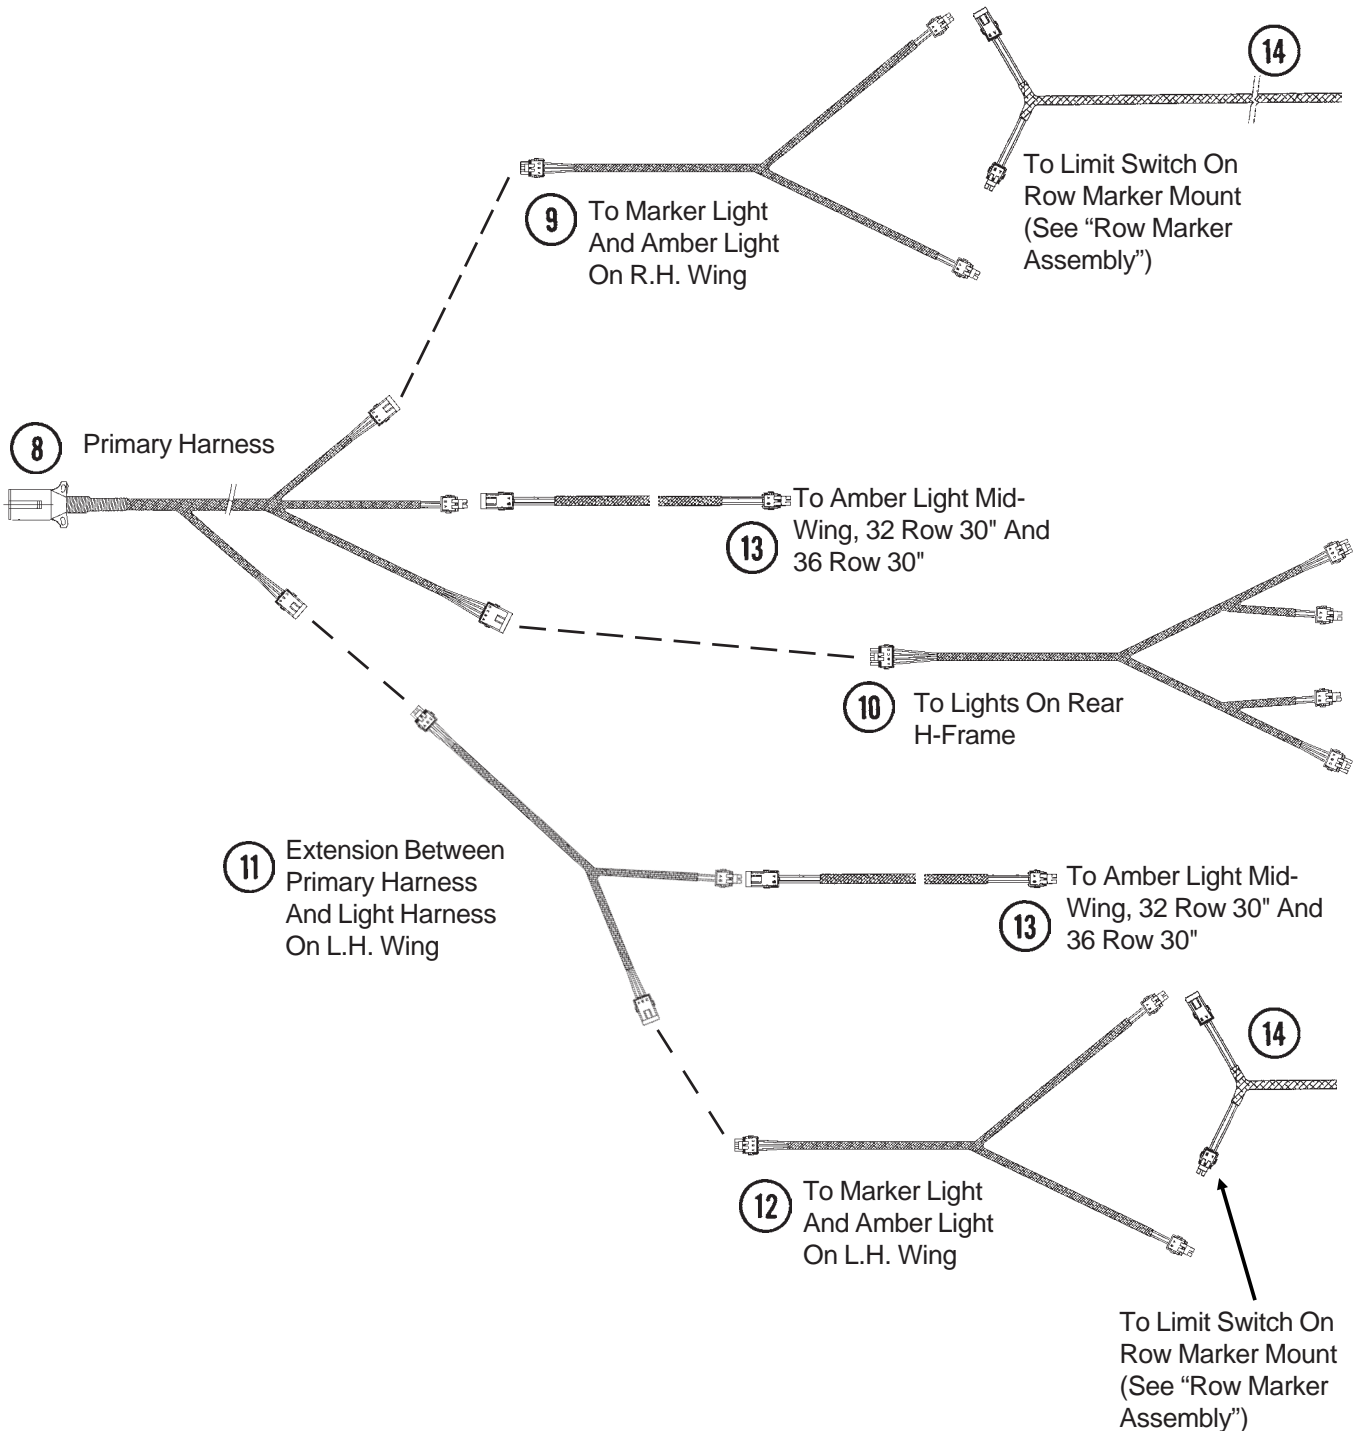 14
To Limit Switch On
Row Marker Mount
(See “Row Marker
Assembly”)
9
To Marker Light
And Amber Light
On R.H. Wing
8
Primary Harness
13
To Amber Light Mid-
Wing, 32 Row 30" And
36 Row 30"
10
To Lights On Rear
H-Frame
11
Extension Between
Primary Harness
And Light Harness
On L.H. Wing
13
To Amber Light Mid-
Wing, 32 Row 30" And
36 Row 30"
14
12
To Marker Light
And Amber Light
On L.H. Wing
To Limit Switch On
Row Marker Mount
(See “Row Marker
Assembly”)